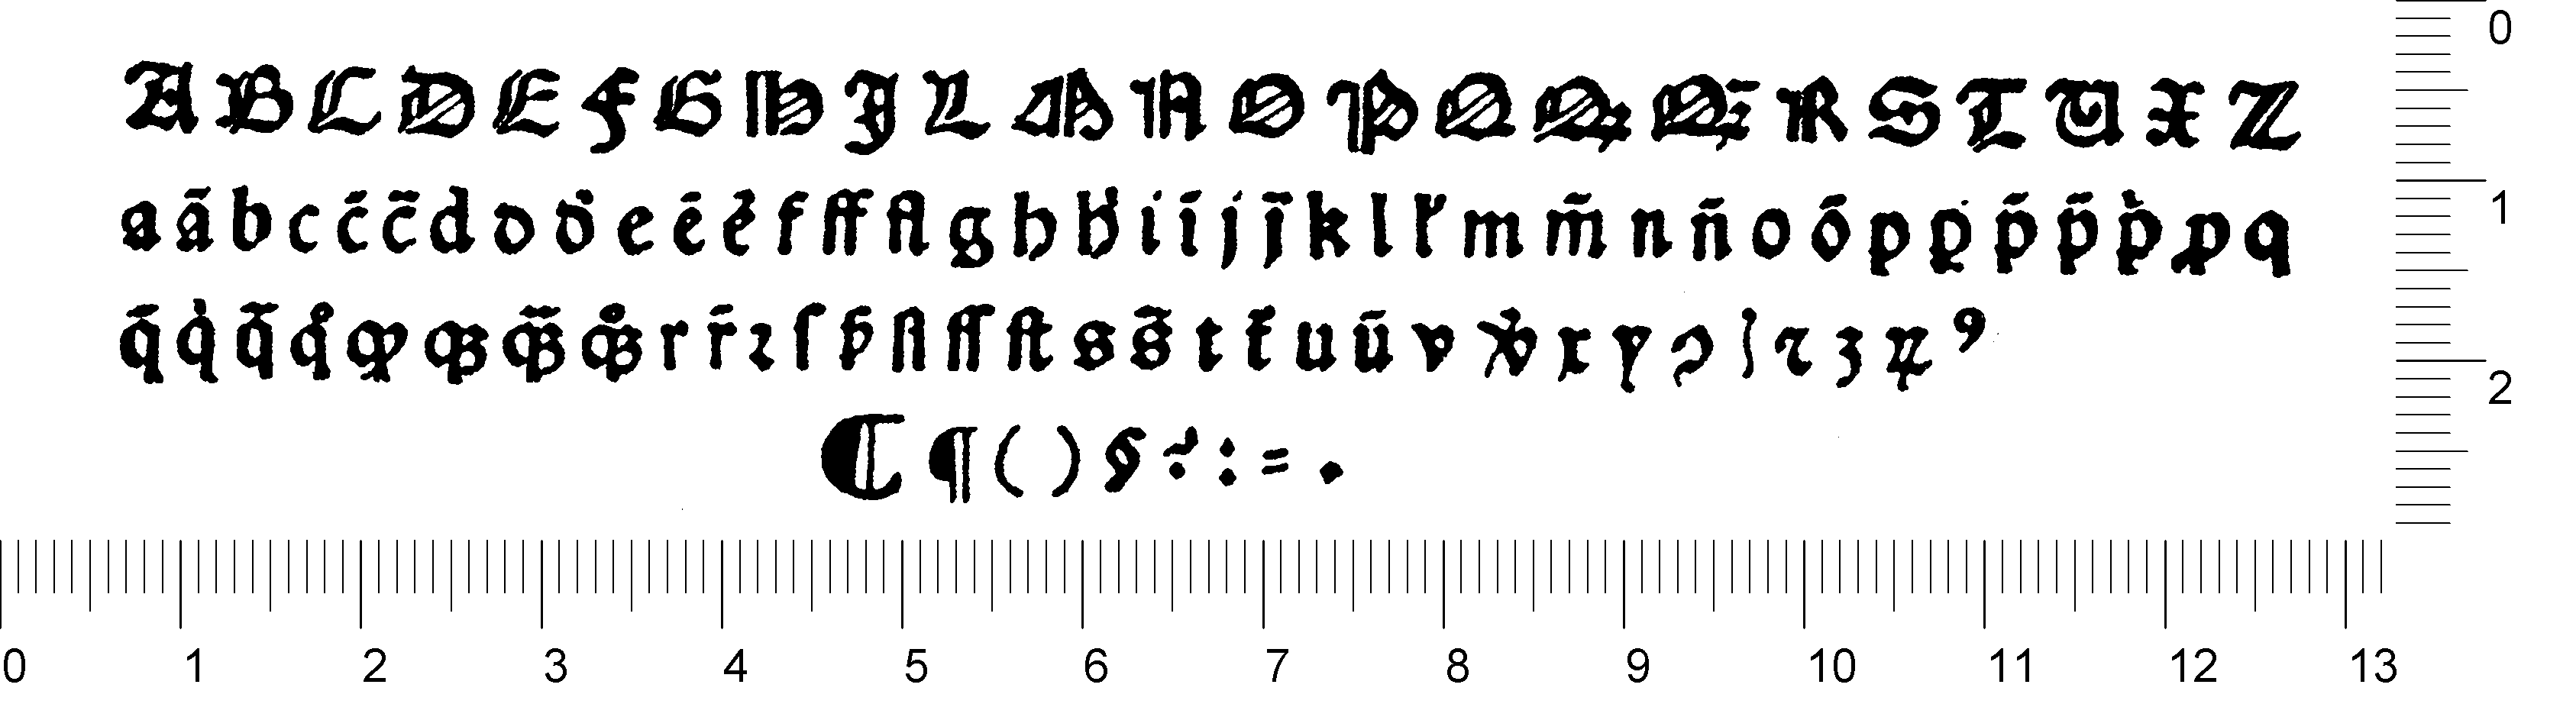 A B C D E F G H I L M N O P Q Q Q R S T U X Z
a ã b c c̄ c̃ d d d̾ e ē e̾ f ff fl g h h̾ i ī j j̄ k l l̾ m m̃ n ñ o ō p ꝑ p̄ p̃ p̀ ꝓ q
q̄ q̇ q̃ q̊ ꝙ r r̄ ꝛ ſ ſſ ſt s s̃ t t̃ u ū v x y ꝯ ꝫ ꝝ ꝰ
ℂ ¶ ( ) § : = .
0
1
2
0 1 2 3 4 5 6 7 8 9 10 11 12 13